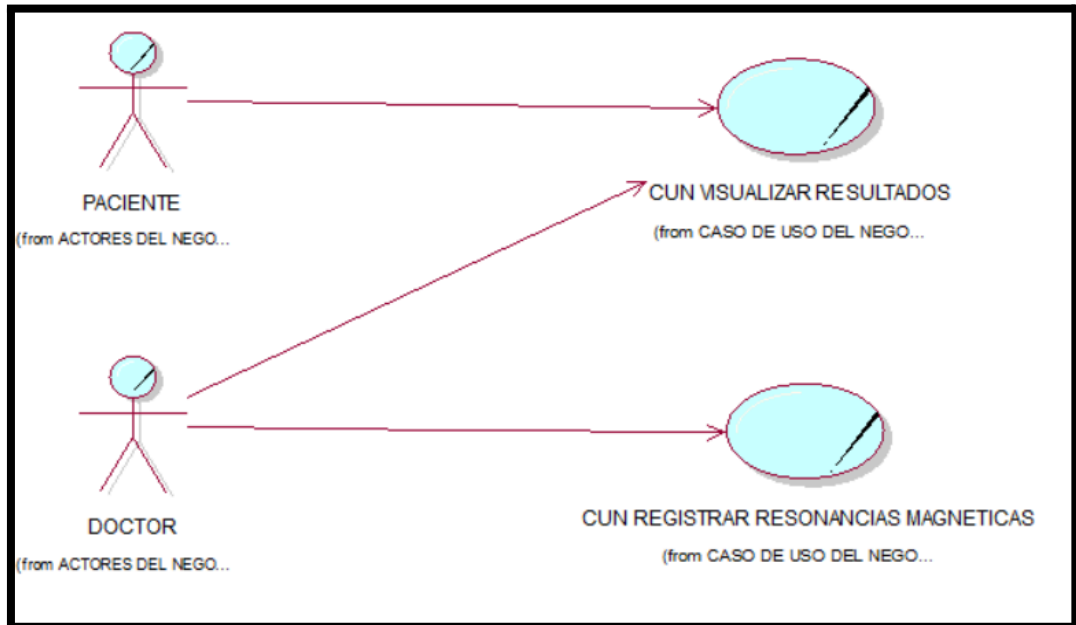 PACIENTE
(from ACTORES DEL NEGO...
CUN VISUALIZAR RESULTADOS
(from CASO DE USO DEL NEGO...
DOCTOR
(from ACTORES DEL NEGO...
CUN REGISTRAR RESONANCIAS MAGNETICAS
(from CASO DE USO DEL NEGO...